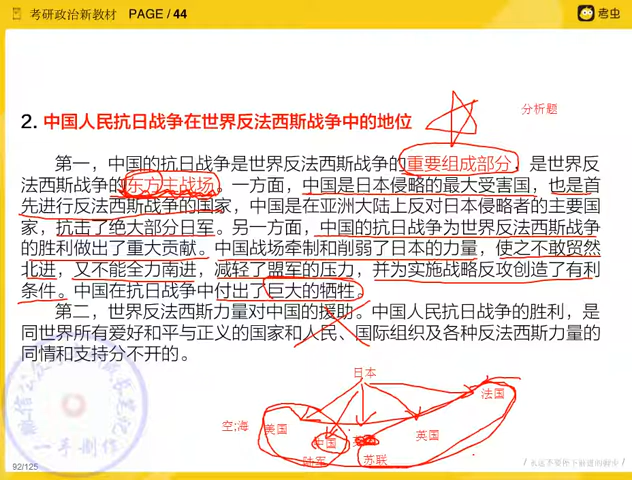 考研政治新教材 PAGE / 44
考虫
2. 中国人民抗日战争在世界反法西斯战争中的地位
分析题
第一，中国的抗日战争是世界反法西斯战争的重要组成部分，是世界反
法西斯战争的东方主战场。一方面，中国是日本侵略的最大受害国，也是首
先进行反法西斯战争的国家，中国是在亚洲大陆上反对日本侵略者的主要国
家，抗击了绝大部分日军。另一方面，中国的抗日战争为世界反法西斯战争
的胜利做出了重大贡献。中国战场牵制和削弱了日本的力量，使之不敢贸然
北进，又不能全力南进，减轻了盟军的压力，并为实施战略反攻创造了有利
条件。中国在抗日战争中付出了巨大的牺牲。
第二，世界反法西斯力量对中国的援助。中国人民抗日战争的胜利，是
同世界所有爱好和平与正义的国家和人民、国际组织及各种反法西斯力量的
同情和支持分不开的。
日本
法国
空;海
美国
中国
英国
陆军
苏联
一手制作
92/125